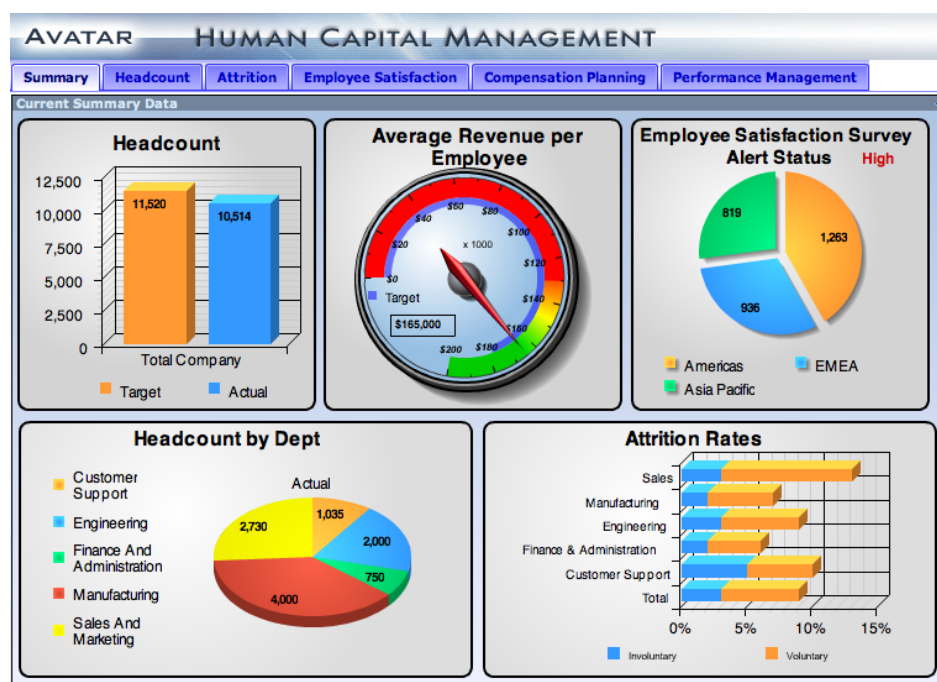 AVATAR HUMAN CAPITAL MANAGEMENT
Summary Headcount Attrition Employee Satisfaction Compensation Planning Performance Management
Current Summary Data
Headcount
12,500
10,000
7,500
5,000
2,500
0
11,520
10,514
Total Company
Target Actual
Average Revenue per
Employee
$0
$20
$40
$60
$80
$100
$120
$140
$160
$180
$200
x 1000
Target
$165,000
Employee Satisfaction Survey
Alert Status High
819
1,263
936
Americas EMEA
Asia Pacific
Headcount by Dept
Customer
Support
Engineering
Finance And
Administration
Manufacturing
Sales And
Marketing
Actual
1,035
2,000
750
4,000
2,730
Attrition Rates
Sales
Manufacturing
Engineering
Finance & Administration
Customer Support
Total
0% 5% 10% 15%
Involuntary Voluntary